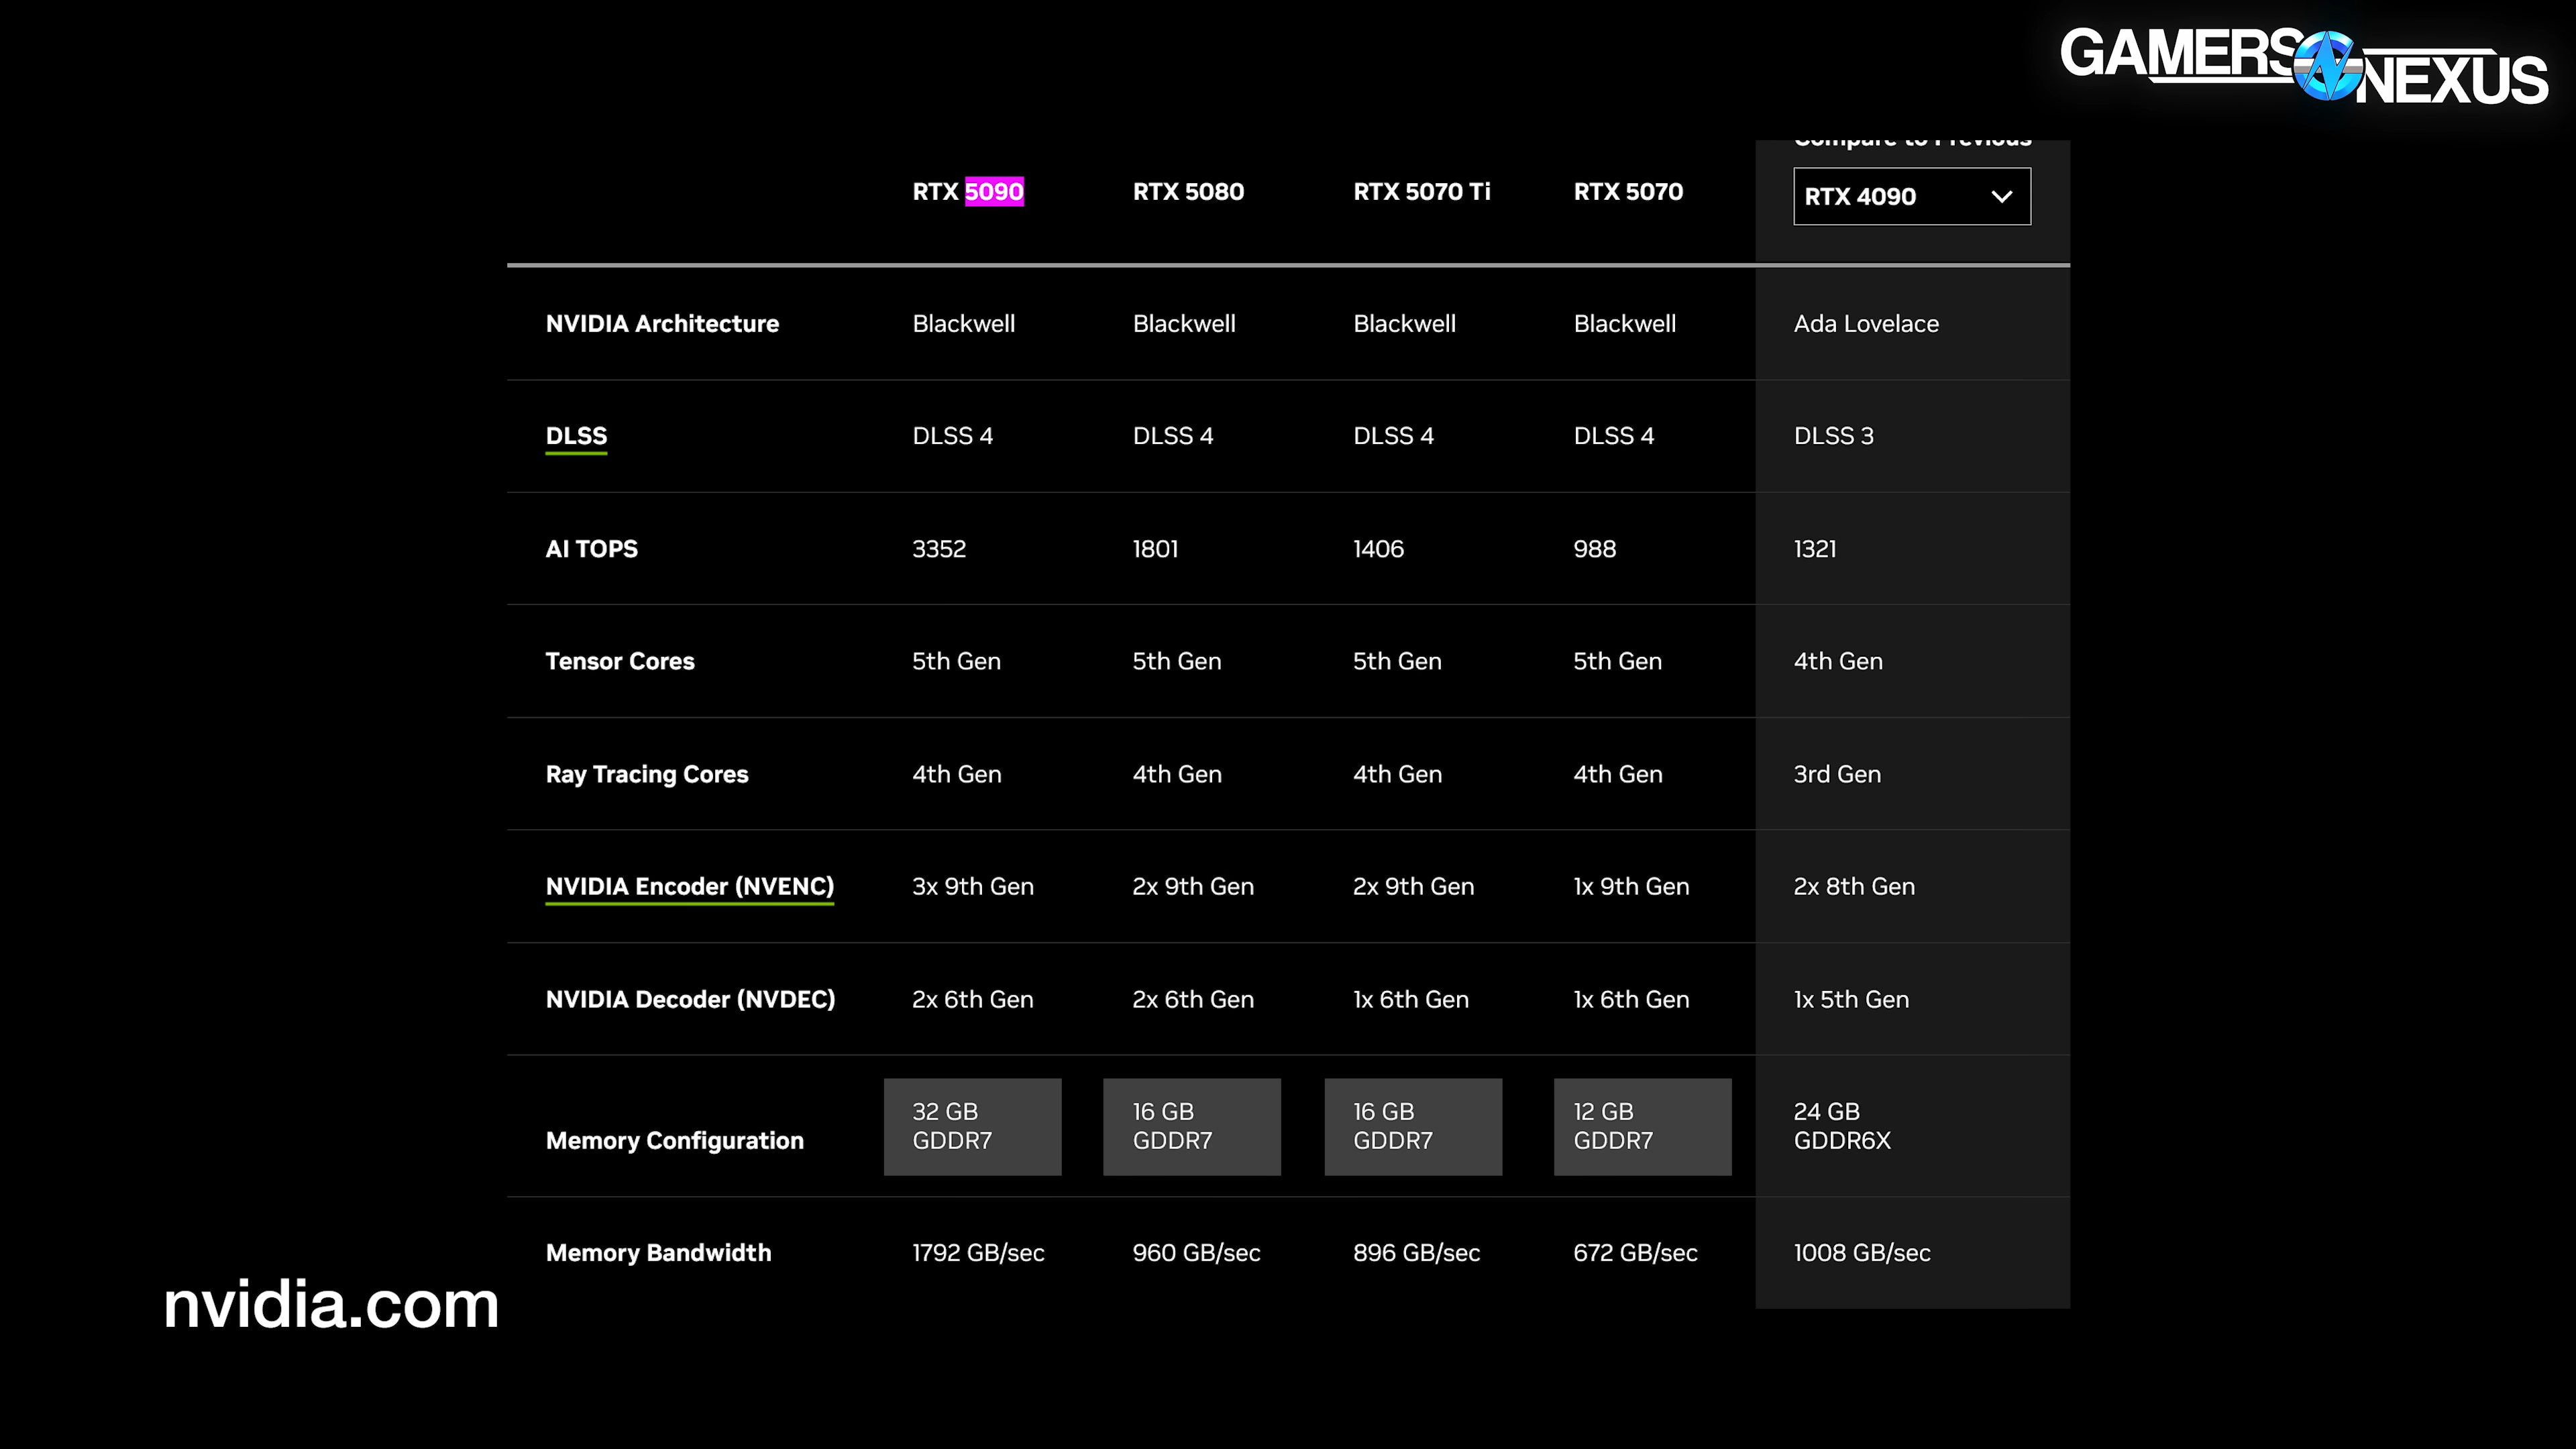 GAMERS NEXUS
Compare to Previous
RTX 5090 RTX 5080 RTX 5070 Ti RTX 5070 RTX 4090
NVIDIA Architecture Blackwell Blackwell Blackwell Blackwell Ada Lovelace
DLSS DLSS 4 DLSS 4 DLSS 4 DLSS 4 DLSS 3
AI TOPS 3352 1801 1406 988 1321
Tensor Cores 5th Gen 5th Gen 5th Gen 5th Gen 4th Gen
Ray Tracing Cores 4th Gen 4th Gen 4th Gen 4th Gen 3rd Gen
NVIDIA Encoder (NVENC) 3x 9th Gen 2x 9th Gen 2x 9th Gen 1x 9th Gen 2x 8th Gen
NVIDIA Decoder (NVDEC) 2x 6th Gen 2x 6th Gen 1x 6th Gen 1x 6th Gen 1x 5th Gen
Memory Configuration 32 GB GDDR7 16 GB GDDR7 16 GB GDDR7 12 GB GDDR7 24 GB GDDR6X
Memory Bandwidth 1792 GB/sec 960 GB/sec 896 GB/sec 672 GB/sec 1008 GB/sec
nvidia.com